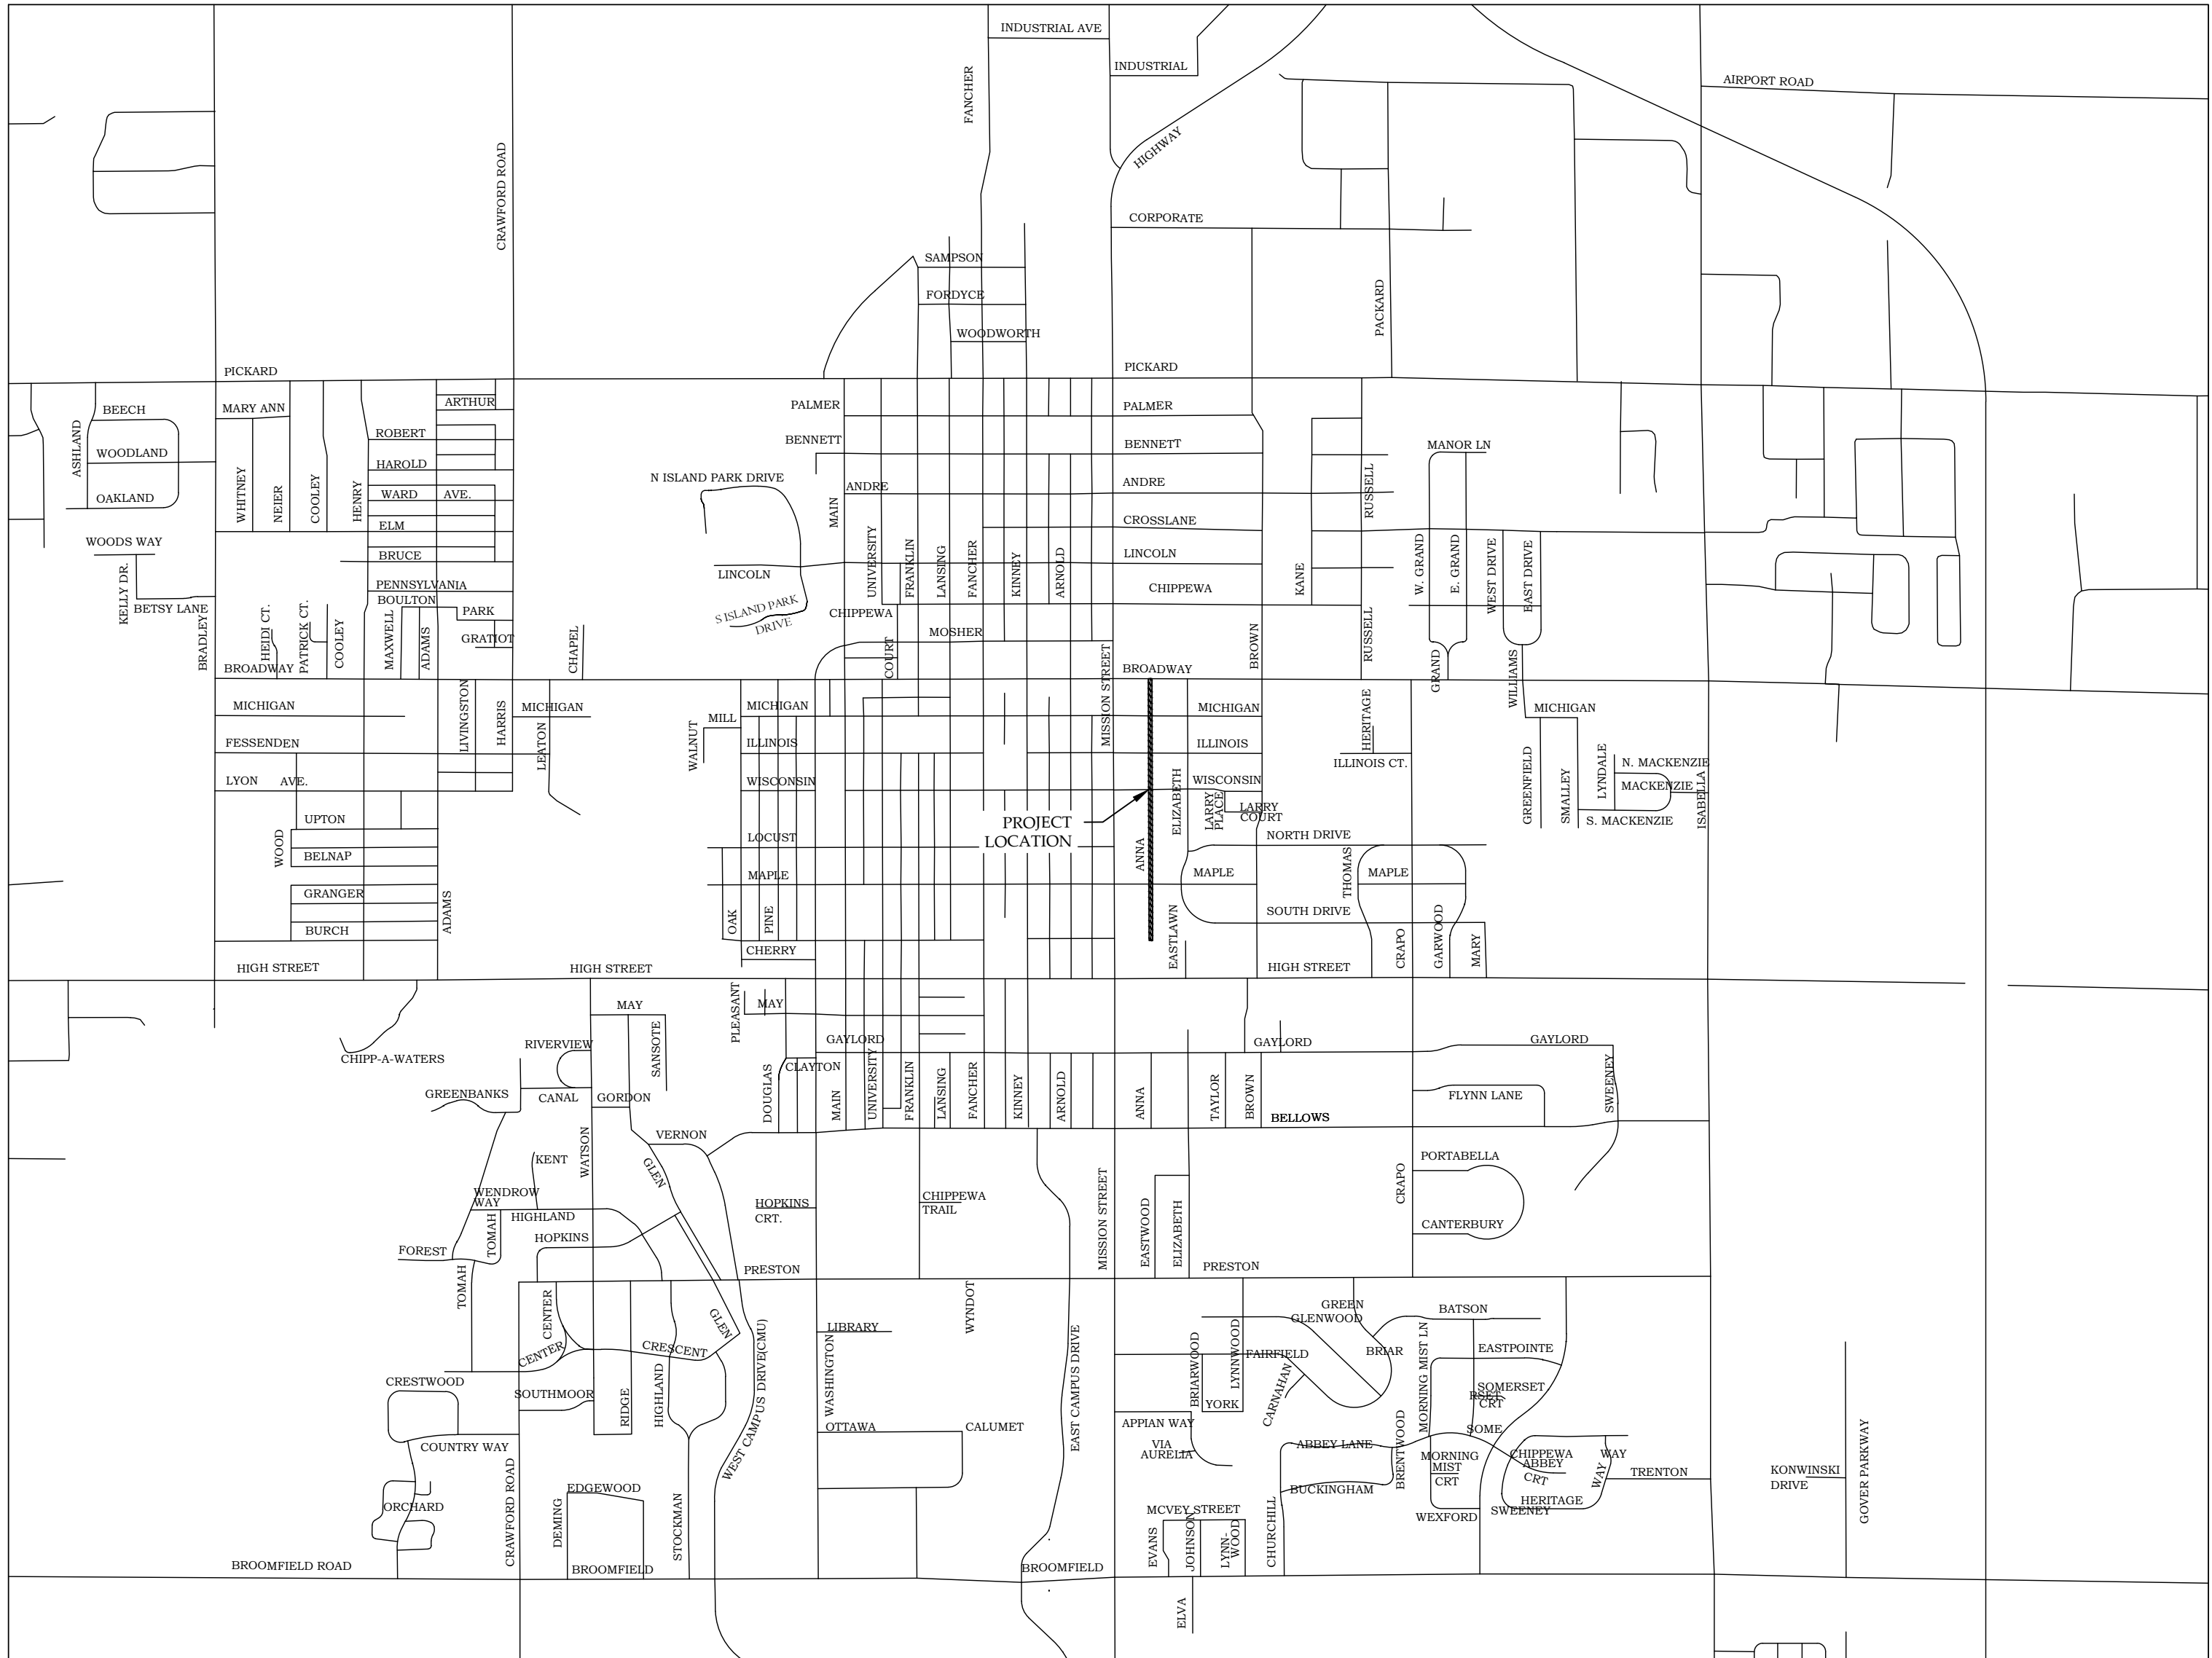 INDUSTRIAL AVE
INDUSTRIAL
FANCHER
AIRPORT ROAD
HIGHWAY
CRAWFORD ROAD
CORPORATE
SAMPSON
FORDYCE
WOODWORTH
PACKARD
PICKARD
PICKARD
BEECH
MARY ANN
ARTHUR
PALMER
PALMER
ASHLAND
WOODLAND
ROBERT
BENNETT
BENNETT
MANOR LN
OAKLAND
WHITNEY
NEIER
COOLEY
HENRY
HAROLD
WARD
AVE.
N ISLAND PARK DRIVE
ANDRE
ANDRE
RUSSELL
ELM
MAIN
CROSSLANE
WOODS WAY
BRUCE
LINCOLN
UNIVERSITY
FRANKLIN
LANSING
FANCHER
KINNEY
ARNOLD
LINCOLN
KANE
W. GRAND
E. GRAND
WEST DRIVE
EAST DRIVE
KELLY DR.
BETSY LANE
PENNSYLVANIA
BOULTON
PARK
S ISLAND PARK
DRIVE
CHIPPEWA
CHIPPEWA
BRADLEY
HEIDI CT.
PATRICK CT.
COOLEY
MAXWELL
ADAMS
GRATIOT
CHAPEL
COURT
MOSHER
MISSION STREET
BROWN
RUSSELL
GRAND
WILLIAMS
BROADWAY
BROADWAY
MICHIGAN
LIVINGSTON
HARRIS
MICHIGAN
MILL
MICHIGAN
MICHIGAN
HERITAGE
MICHIGAN
FESSENDEN
LEATON
WALNUT
ILLINOIS
ILLINOIS
ILLINOIS CT.
GREENFIELD
SMALLEY
LYNDALE
N. MACKENZIE
LYON
AVE.
WISCONSIN
ELIZABETH
WISCONSIN
MACKENZIE
ISABELLA
LARRY
PLACE
LARRY
COURT
UPTON
PROJECT
LOCATION
S. MACKENZIE
WOOD
BELNAP
LOCUST
ANNA
NORTH DRIVE
THOMAS
GRANGER
MAPLE
MAPLE
MAPLE
BURCH
ADAMS
OAK
PINE
EASTLAWN
SOUTH DRIVE
CRAPO
GARWOOD
MARY
CHERRY
HIGH STREET
HIGH STREET
HIGH STREET
MAY
PLEASANT
MAY
CHIPP-A-WATERS
RIVERVIEW
SANSOTE
GAYLORD
GAYLORD
GAYLORD
CLAYTON
GREENBANKS
CANAL
GORDON
DOUGLAS
MAIN
UNIVERSITY
FRANKLIN
LANSING
FANCHER
KINNEY
ARNOLD
ANNA
TAYLOR
BROWN
BELLOWS
FLYNN LANE
SWEENEY
VERNON
KENT
WATSON
GLEN
PORTABELLA
CRAPO
WENDROW
WAY
HIGHLAND
HOPKINS
CRT.
CHIPPEWA
TRAIL
MISSION STREET
EASTWOOD
ELIZABETH
CANTERBURY
FOREST
TOMAH
HOPKINS
TOMAH
PRESTON
PRESTON
CENTER
GLEN
WYNDOT
GREEN
GLENWOOD
BATSON
CENTER
CRESCENT
WEST CAMPUS DRIVE(CMU)
LIBRARY
EAST CAMPUS DRIVE
BRIARWOOD
LYNNWOOD
FAIRFIELD
BRIAR
MORNING MIST LN
EASTPOINTE
CRESTWOOD
SOUTHMOOR
RIDGE
HIGHLAND
WASHINGTON
CARNAHAN
SOMERSET
RSET
CRT
YORK
OTTAWA
CALUMET
APPIAN WAY
SOME
COUNTRY WAY
VIA
AURELIA
ABBEY LANE
BRENTWOOD
MORNING
MIST
CRT
CHIPPEWA
WAY
ABBEY
CRT
WAY
TRENTON
KONWINSKI
DRIVE
GOVER PARKWAY
CRAWFORD ROAD
ORCHARD
DEMING
EDGEWOOD
STOCKMAN
BUCKINGHAM
HERITAGE
MCVEY STREET
WEXFORD
SWEENEY
EVANS
JOHNSON
LYNN-
WOOD
CHURCHILL
BROOMFIELD ROAD
BROOMFIELD
BROOMFIELD
ELVA